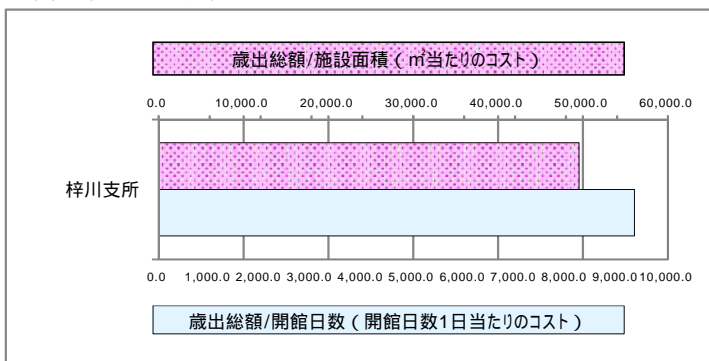 歳出総額/施設面積（㎡当たりのコスト）
0.0 10,000.0 20,000.0 30,000.0 40,000.0 50,000.0 60,000.0
梓川支所
0.0 1,000.0 2,000.0 3,000.0 4,000.0 5,000.0 6,000.0 7,000.0 8,000.0 9,000.0 10,000.0
歳出総額/開館日数（開館日数1日当たりのコスト）